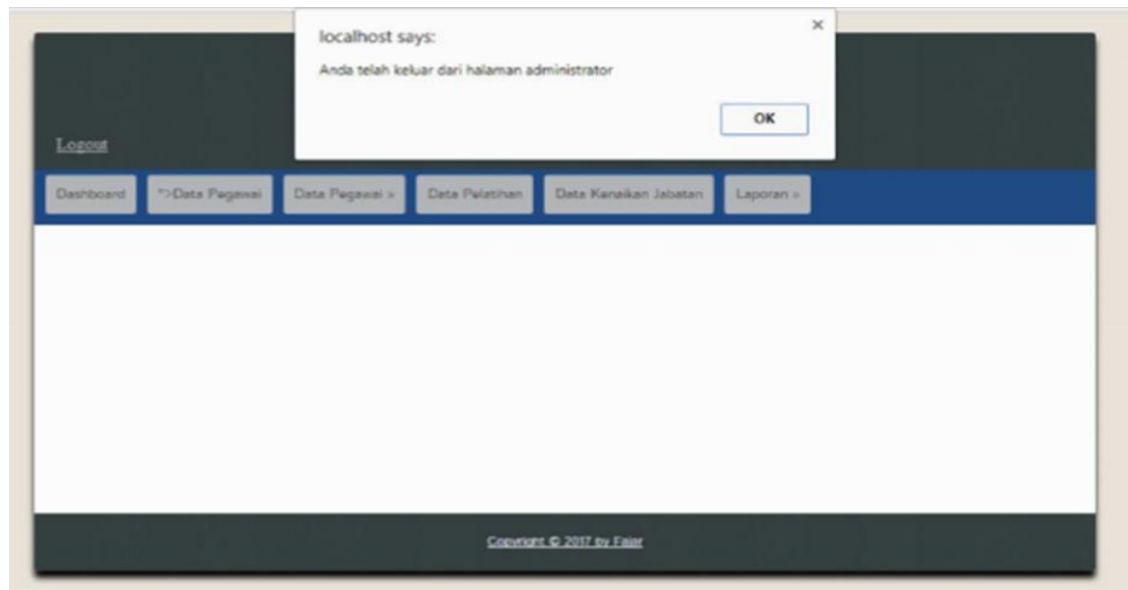 localhost says:
×
Anda telah keluar dari halaman administrator
OK
Logout
Dashboard
">Data Pegawai
Data Pegawai »
Data Pelatihan
Data Kenaikan Jabatan
Laporan »
Copyright © 2017 by Fajar